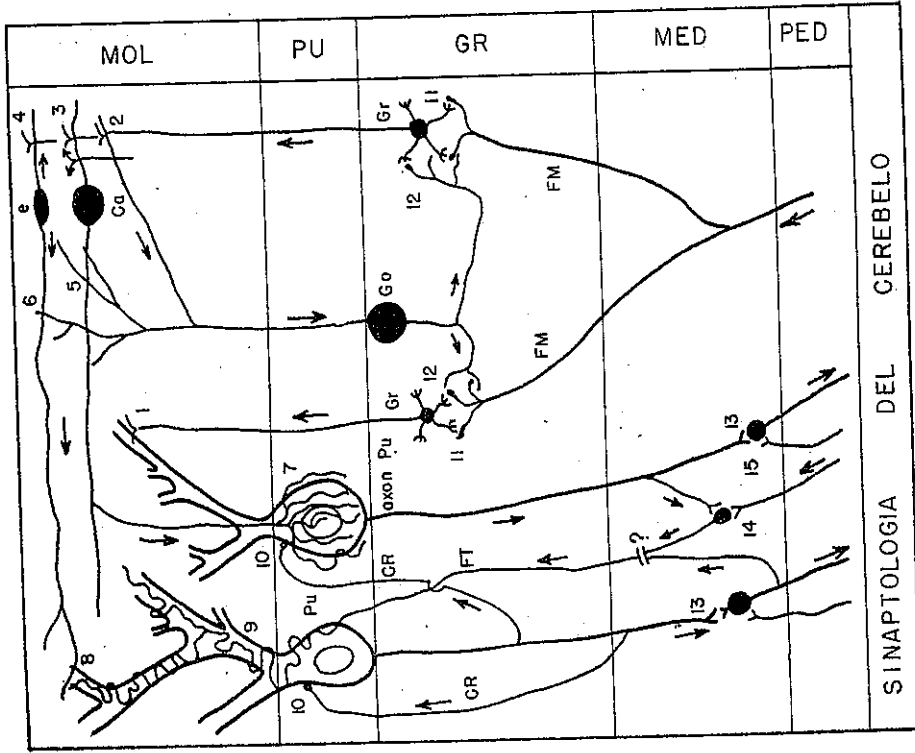 MOL
PU
GR
MED
PED
SINAPTOLOGIA DEL CEREBELO
4
3
2
e
Ca
Gr
11
12
FM
6
5
Go
12
FM
1
Gr
11
7
axon Pu
13
15
10
CR
FT
?
14
Pu
8
9
10
CR
13